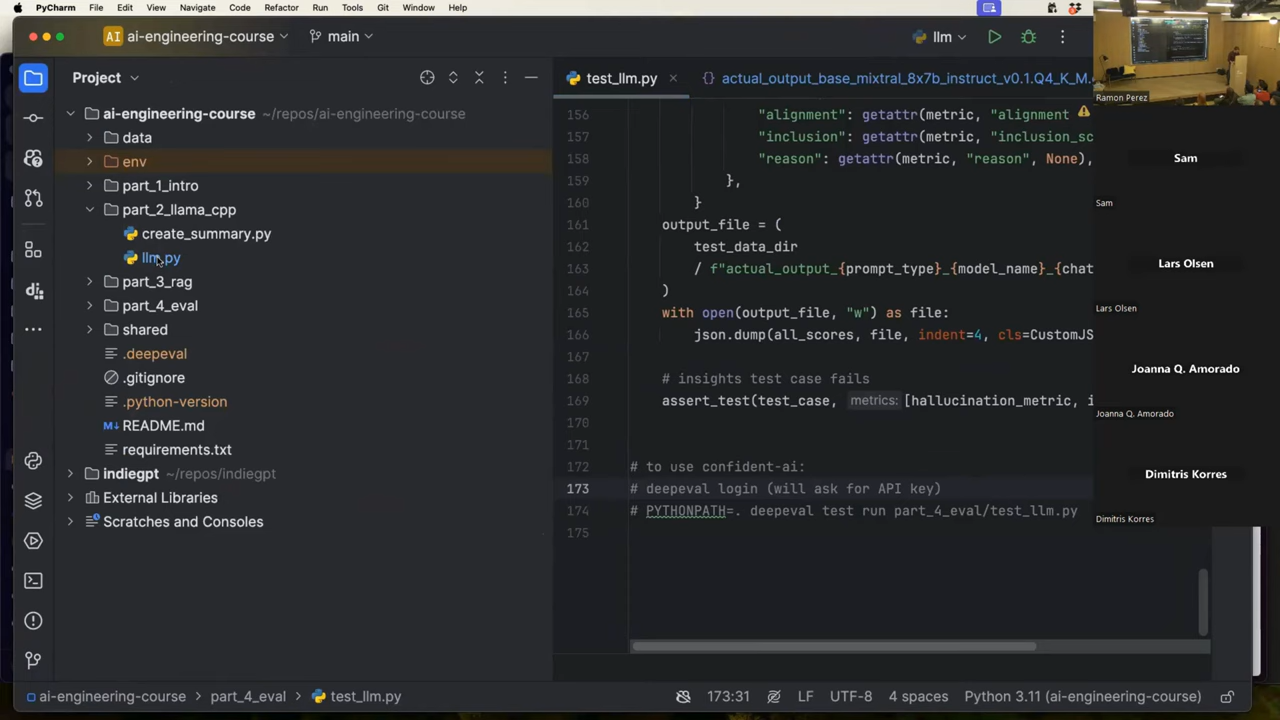 PyCharm File Edit View Navigate Code Refactor Run Tools Git Window Help
AI ai-engineering-course main llm
Project
test_llm.py actual_output_base_mixtral_8x7b_instruct_v0.1.Q4_K_M.
ai-engineering-course ~/repos/ai-engineering-course
data
env
part_1_intro
part_2_llama_cpp
create_summary.py
llm.py
part_3_rag
part_4_eval
shared
.deepeval
.gitignore
.python-version
M↓ README.md
requirements.txt
indiegpt ~/repos/indiegpt
External Libraries
Scratches and Consoles
156 "alignment": getattr(metric, "alignment
157 "inclusion": getattr(metric, "inclusion_sc
158 "reason": getattr(metric, "reason", None),
159 },
160 }
161 output_file = (
162 test_data_dir
163 / f"actual_output_{prompt_type}_{model_name}_{chat
164 )
165 with open(output_file, "w") as file:
166 json.dump(all_scores, file, indent=4, cls=CustomJS
167
168 # insights test case fails
169 assert_test(test_case, metrics: [hallucination_metric, i
170
171
172 # to use confident-ai:
173 # deepeval login (will ask for API key)
174 # PYTHONPATH=. deepeval test run part_4_eval/test_llm.py
175
ai-engineering-course > part_4_eval > test_llm.py 173:31 LF UTF-8 4 spaces Python 3.11 (ai-engineering-course)
Ramon Perez
Sam
Sam
Lars Olsen
Lars Olsen
Joanna Q. Amorado
Joanna Q. Amorado
Dimitris Korres
Dimitris Korres